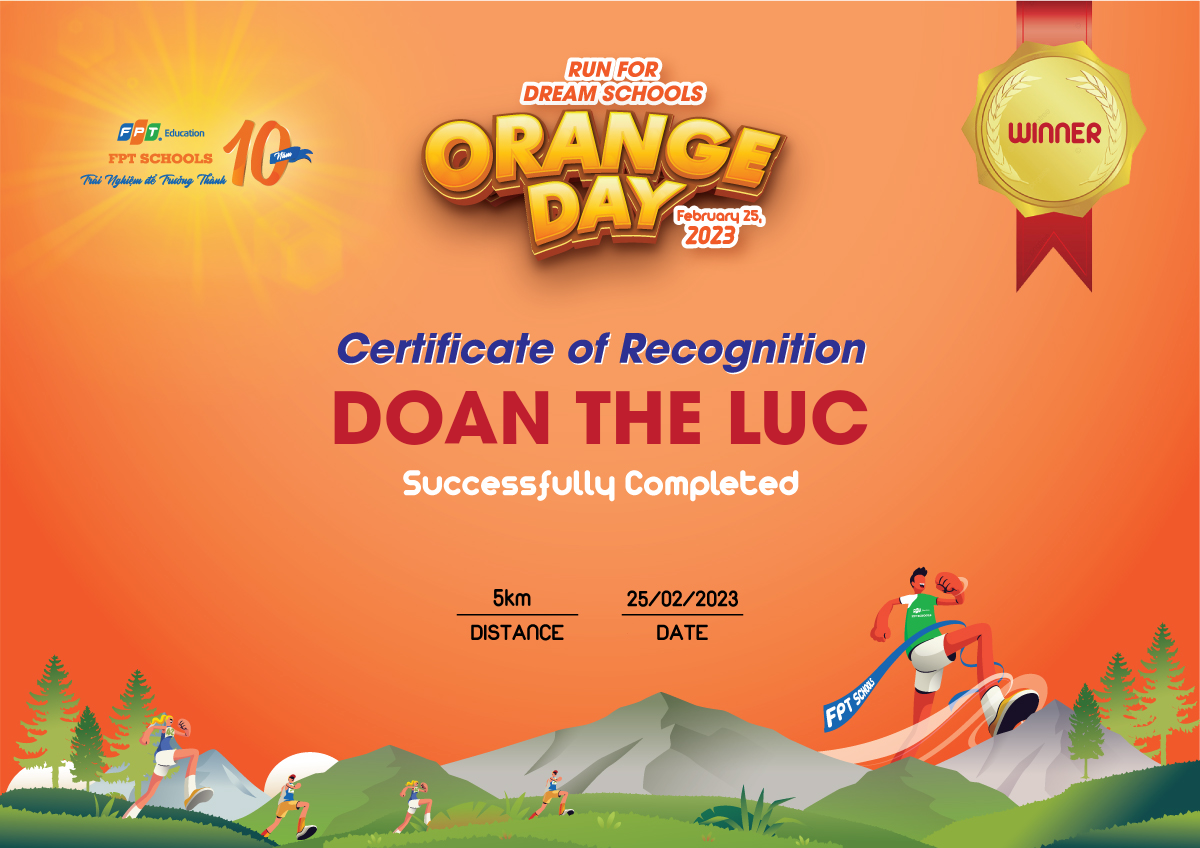 RUN FOR
DREAM SCHOOLS
ORANGE
DAY
February 25,
2023
FPT Education
FPT SCHOOLS
10 Năm
Trải Nghiệm để Trưởng Thành
WINNER
Certificate of Recognition
DOAN THE LUC
Successfully Completed
5km
DISTANCE
25/02/2023
DATE
FPT SCHOOLS